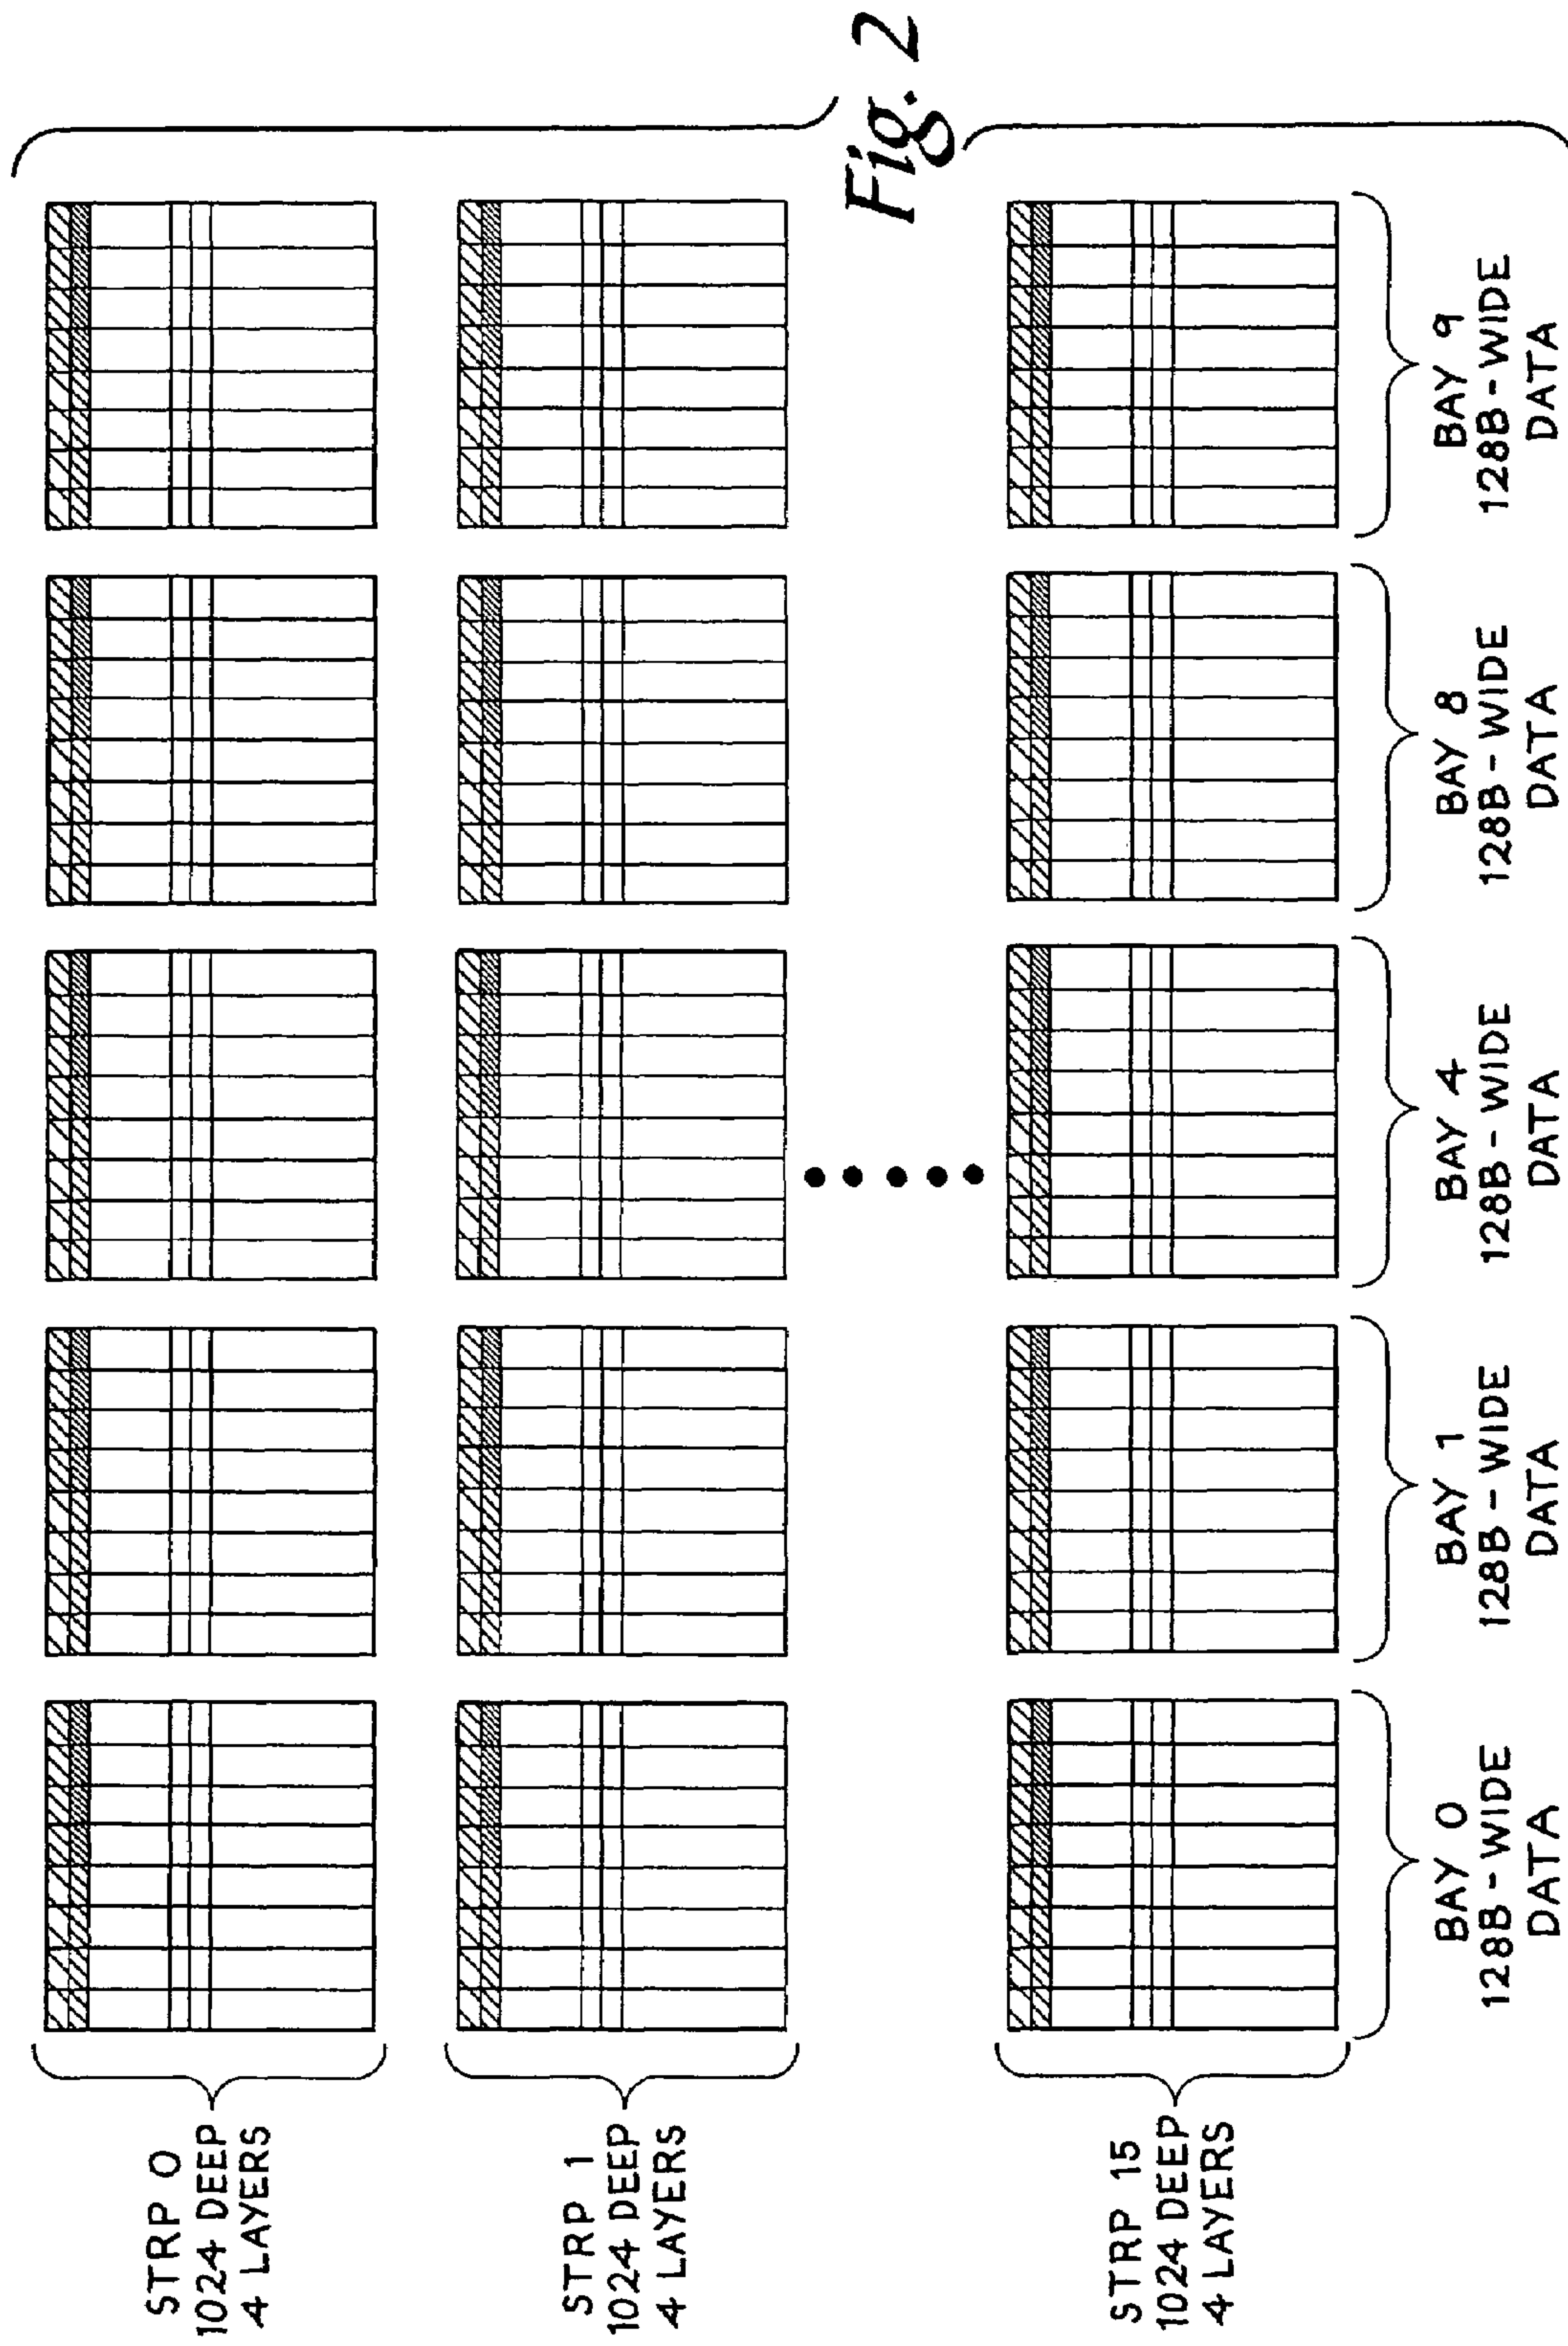 Fig. 2
STRP 0
1024 DEEP
4 LAYERS
STRP 1
1024 DEEP
4 LAYERS
STRP 15
1024 DEEP
4 LAYERS
BAY 0
128B-WIDE
DATA
BAY 1
128B-WIDE
DATA
BAY 4
128B-WIDE
DATA
BAY 8
128B-WIDE
DATA
BAY 9
128B-WIDE
DATA